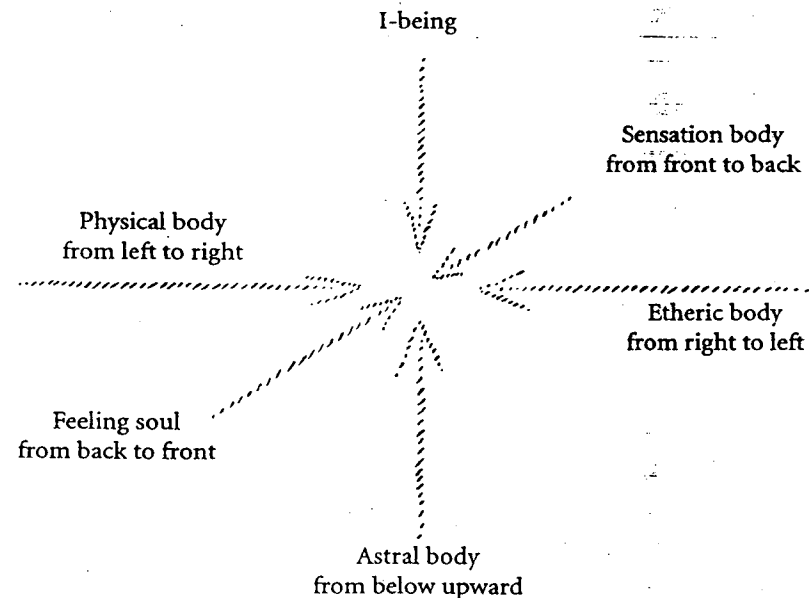 I-being
Sensation body
from front to back
Physical body
from left to right
Etheric body
from right to left
Feeling soul
from back to front
Astral body
from below upward